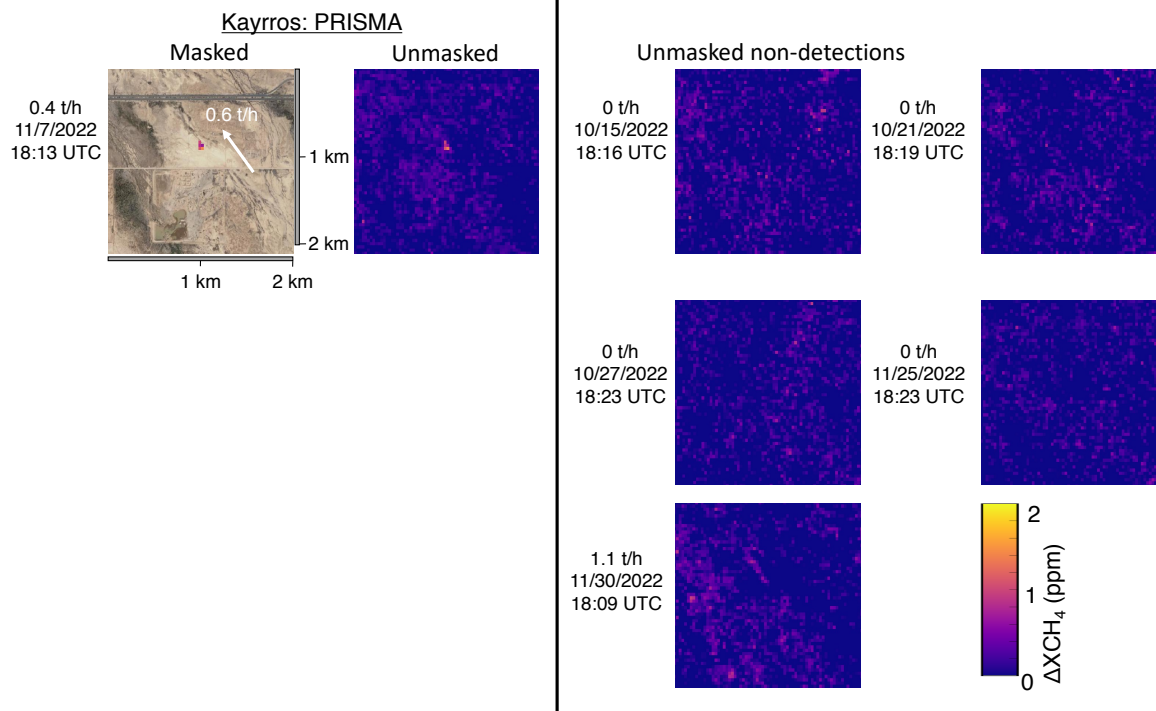 Kayrros: PRISMA
Masked
Unmasked
0.4 t/h
11/7/2022
18:13 UTC
0.6 t/h
1 km
2 km
1 km
2 km
Unmasked non-detections
0 t/h
10/15/2022
18:16 UTC
0 t/h
10/21/2022
18:19 UTC
0 t/h
10/27/2022
18:23 UTC
0 t/h
11/25/2022
18:23 UTC
1.1 t/h
11/30/2022
18:09 UTC
2
1
0
ΔXCH₄ (ppm)